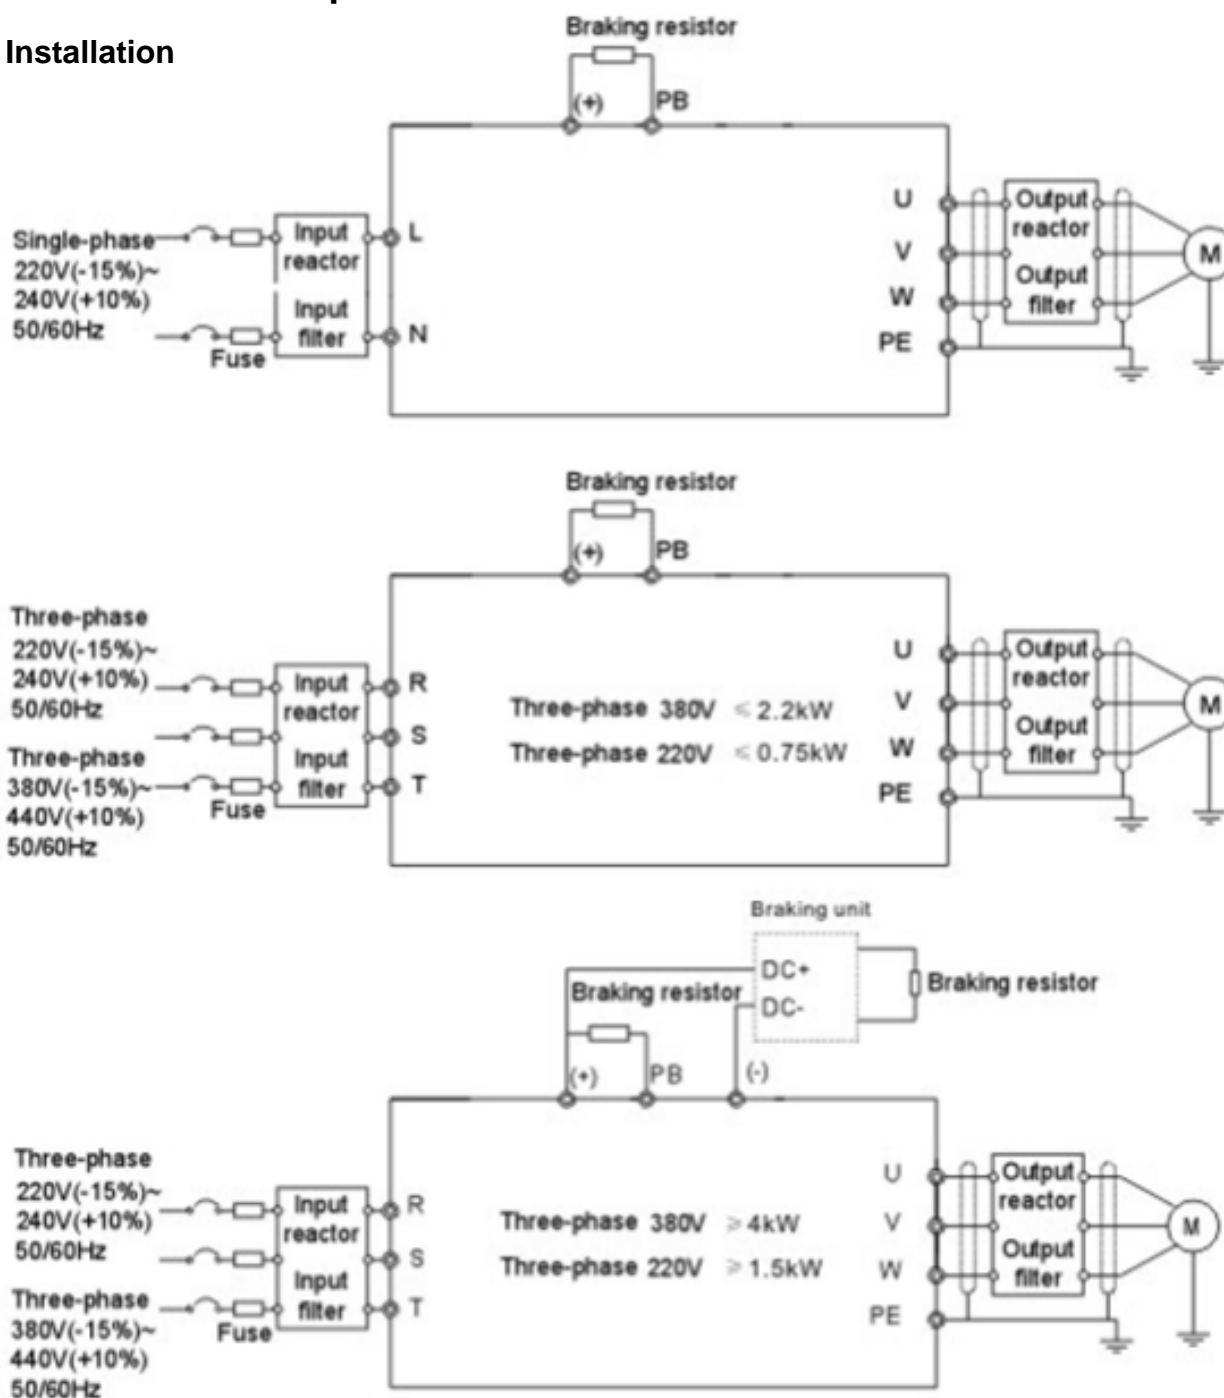 Installation
Braking resistor
(+) PB
Single-phase
220V(-15%)~
240V(+10%)
50/60Hz
Fuse
Input
reactor
Input
filter
L
N
U
V
W
PE
Output
reactor
Output
filter
M
Braking resistor
(+) PB
Three-phase
220V(-15%)~
240V(+10%)
50/60Hz
Three-phase
380V(-15%)~
440V(+10%)
50/60Hz
Fuse
Input
reactor
Input
filter
R
S
T
Three-phase 380V ≤ 2.2kW
Three-phase 220V ≤ 0.75kW
U
V
W
PE
Output
reactor
Output
filter
M
Braking unit
DC+
DC-
Braking resistor
Braking resistor
(+) PB (-)
Three-phase
220V(-15%)~
240V(+10%)
50/60Hz
Three-phase
380V(-15%)~
440V(+10%)
50/60Hz
Fuse
Input
reactor
Input
filter
R
S
T
Three-phase 380V ≥ 4kW
Three-phase 220V ≥ 1.5kW
U
V
W
PE
Output
reactor
Output
filter
M